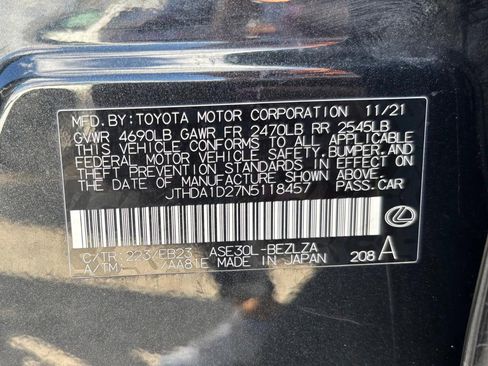 MFD.BY:TOYOTA MOTOR CORPORATION 11/21
GVWR 4690LB GAWR FR 2470LB RR 2545LB
THIS VEHICLE CONFORMS TO ALL APPLICABLE
FEDERAL MOTOR VEHICLE SAFETY, BUMPER, AND
THEFT PREVENTION STANDARDS IN EFFECT ON
THE DATE OF MANUFACTURE SHOWN ABOVE.
JTHDA1D27N5118457 PASS.CAR
C/TR:223/EB23 ASE30L-BEZLZA
A/TM: /AA81E MADE IN JAPAN 208 A